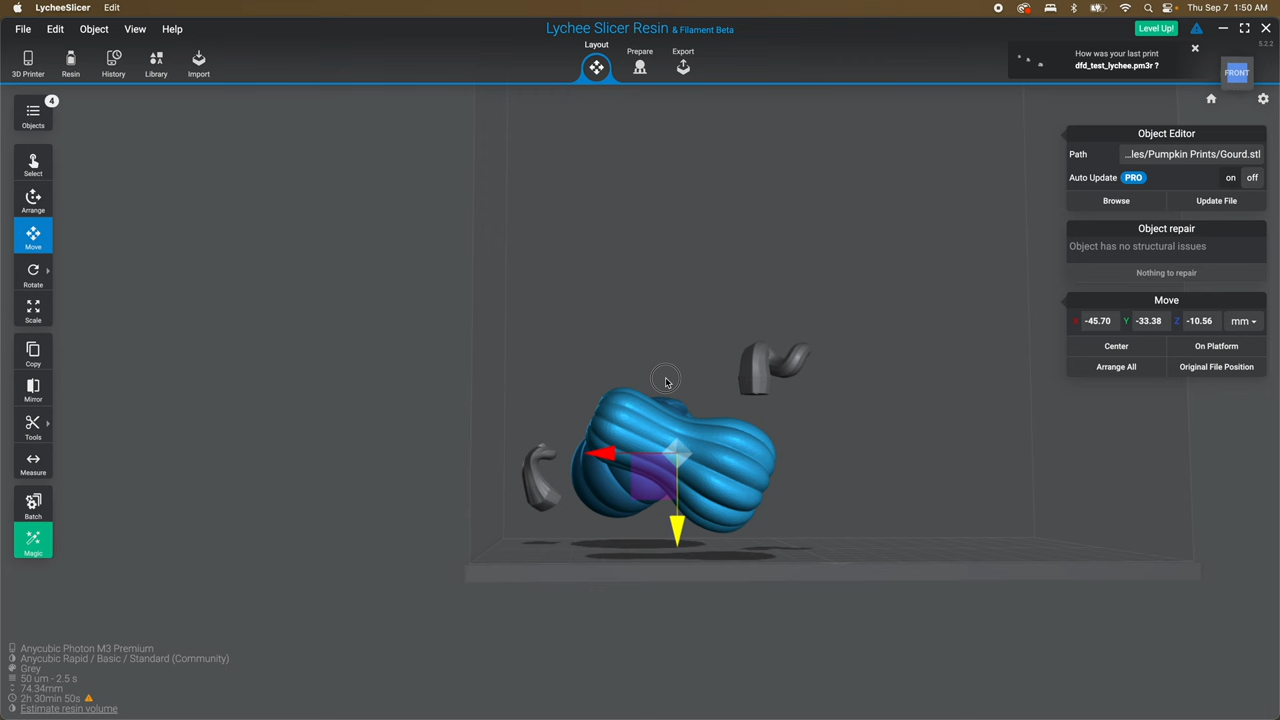 LycheeSlicer Edit Thu Sep 7 1:50 AM
File Edit Object View Help
Lychee Slicer Resin & Filament Beta
Level Up!
5.2.2
3D Printer Resin History Library Import
Layout Prepare Export
How was your last print
dfd_test_lychee.pm3r ?
FRONT
4
Objects
Select
Arrange
Move
Rotate
Scale
Copy
Mirror
Tools
Measure
Batch
Magic
Object Editor
Path ...les/Pumpkin Prints/Gourd.stl
Auto Update PRO on off
Browse Update File
Object repair
Object has no structural issues
Nothing to repair
Move
X -45.70 Y -33.38 Z -10.56 mm
Center On Platform
Arrange All Original File Position
Anycubic Photon M3 Premium
Anycubic Rapid / Basic / Standard (Community)
Grey
50 um - 2.5 s
74.34mm
2h 30min 50s
Estimate resin volume